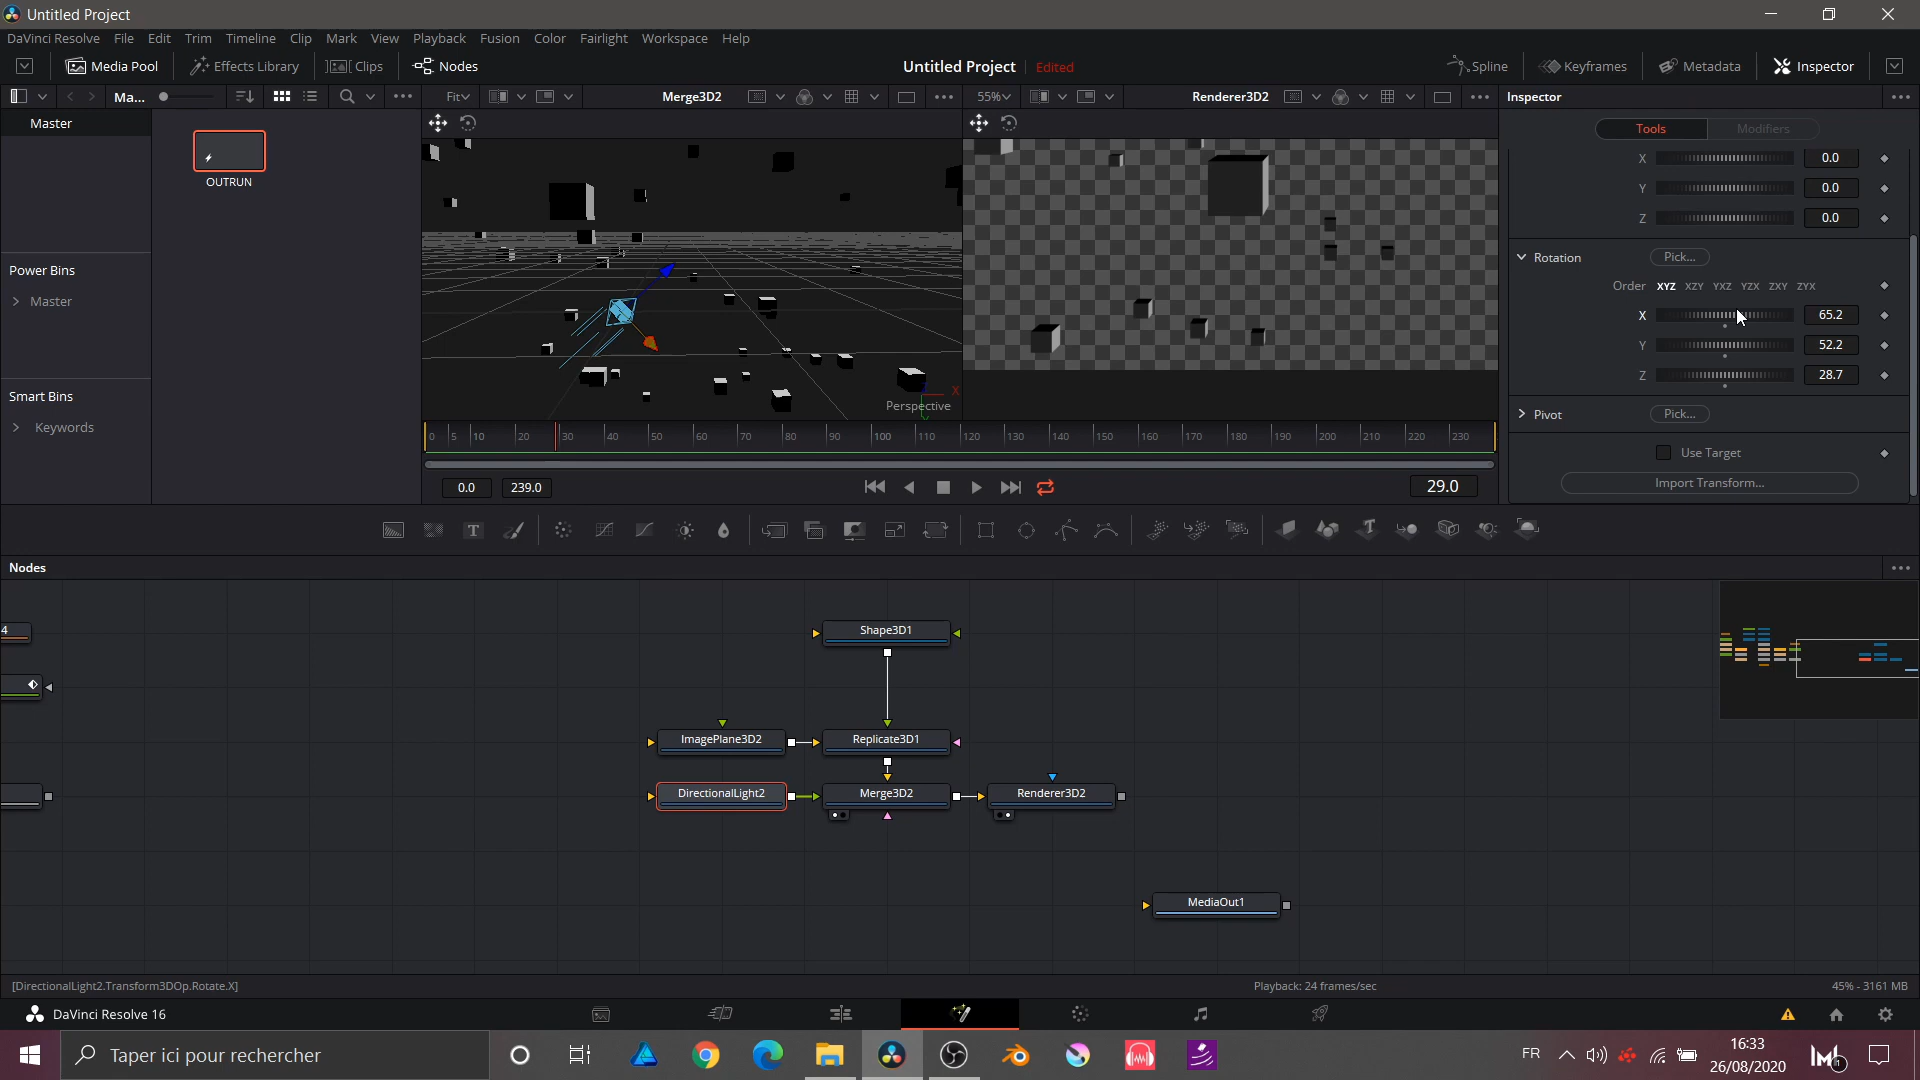 Untitled Project
DaVinci Resolve File Edit Trim Timeline Clip Mark View Playback Fusion Color Fairlight Workspace Help
Media Pool Effects Library Clips Nodes Untitled Project Edited Spline Keyframes Metadata Inspector
Ma... Fit Merge3D2 55% Renderer3D2 Inspector
Master
OUTRUN
Power Bins
Master
Smart Bins
Keywords
Perspective
X
0 5 10 20 30 40 50 60 70 80 90 100 110 120 130 140 150 160 170 180 190 200 210 220 230
0.0 239.0 29.0
Tools Modifiers
X 0.0
Y 0.0
Z 0.0
Rotation Pick...
Order XYZ XZY YXZ YZX ZXY ZYX
X 65.2
Y 52.2
Z 28.7
Pivot Pick...
Use Target
Import Transform...
Nodes
4
Shape3D1
ImagePlane3D2 Replicate3D1
DirectionalLight2 Merge3D2 Renderer3D2
MediaOut1
[DirectionalLight2.Transform3DOp.Rotate.X] Playback: 24 frames/sec 45% - 3161 MB
DaVinci Resolve 16
Taper ici pour rechercher
FR
16:33
26/08/2020
1